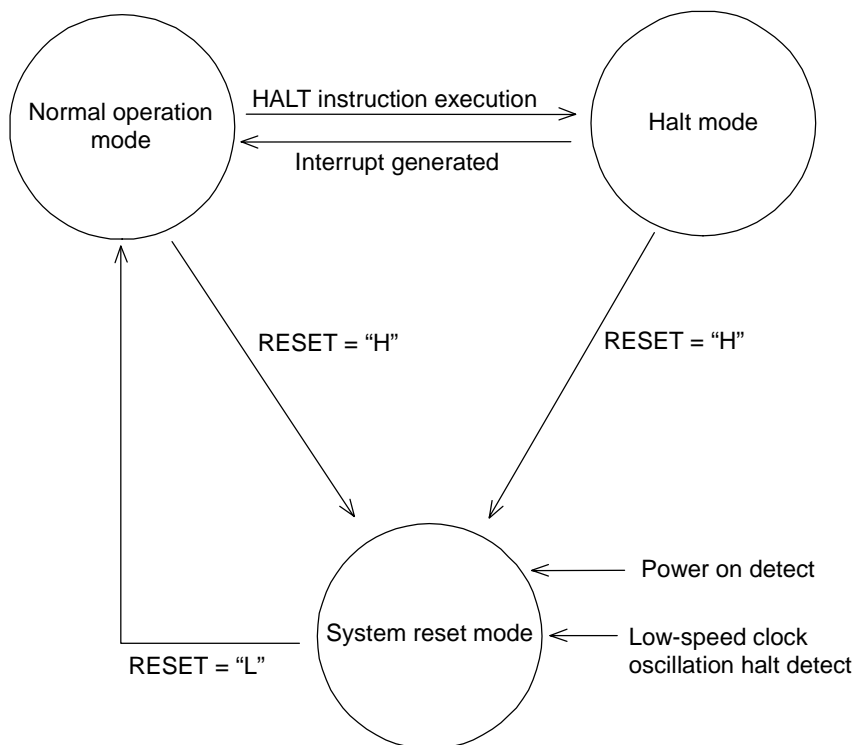 Normal operation
mode
HALT instruction execution
Interrupt generated
Halt mode
RESET = “H”
RESET = “H”
Power on detect
System reset mode
Low-speed clock
oscillation halt detect
RESET = “L”